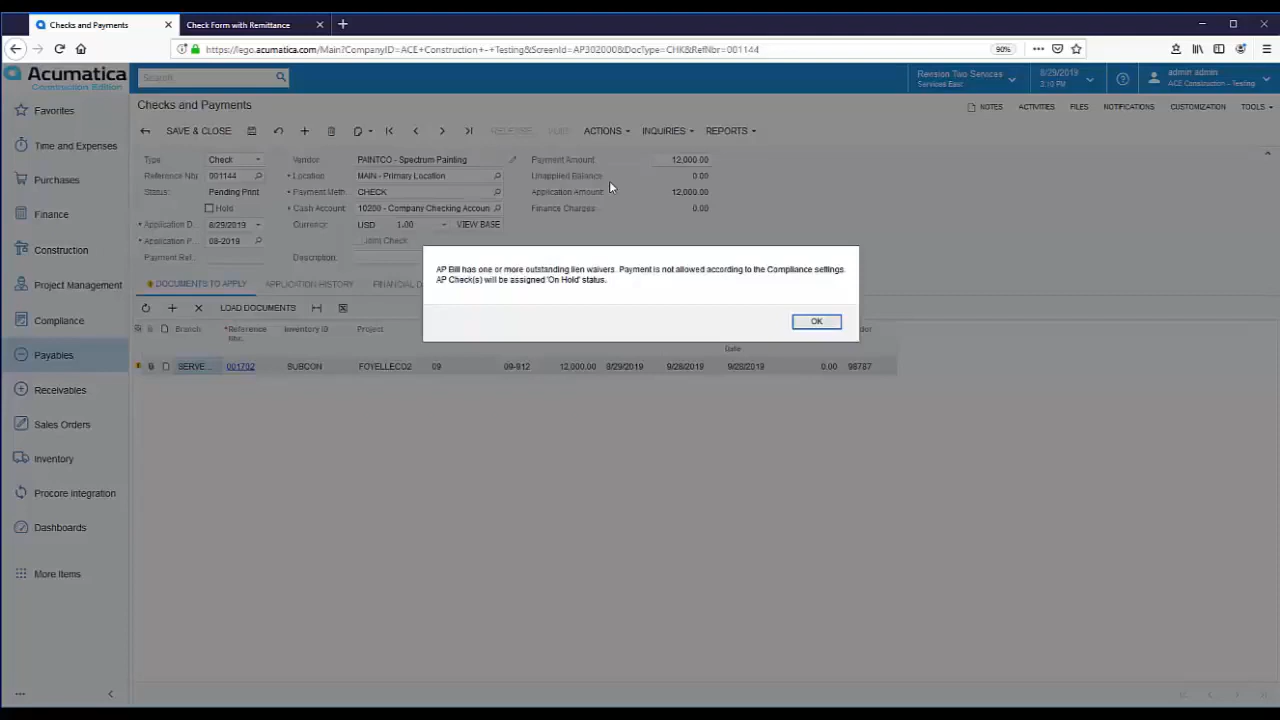 Checks and Payments
Check Form with Remittance
https://lego.acumatica.com/Main?CompanyID=ACE+Construction+-+Testing&ScreenId=AP302000&DocType=CHK&RefNbr=001144
90%
Acumatica
Construction Edition
Search...
Revision Two Services
Services East
8/29/2019
3:10 PM
admin admin
ACE Construction - Testing
Favorites
Time and Expenses
Purchases
Finance
Construction
Project Management
Compliance
Payables
Receivables
Sales Orders
Inventory
Procore Integration
Dashboards
More Items
Checks and Payments
NOTES ACTIVITIES FILES NOTIFICATIONS CUSTOMIZATION TOOLS
SAVE & CLOSE RELEASE VOID ACTIONS INQUIRIES REPORTS
Type Check Vendor: PAINTCO - Spectrum Painting Payment Amount: 12,000.00
Reference Nbr. 001144 Location: MAIN - Primary Location Unapplied Balance: 0.00
Status: Pending Print Payment Meth. CHECK Application Amount: 12,000.00
Hold Cash Account: 10200 - Company Checking Accoun Finance Charges: 0.00
Application D... 8/29/2019 Currency: USD 1.00 VIEW BASE
Application P... 08-2019 Joint Check
Payment Ref.: Description:
DOCUMENTS TO APPLY APPLICATION HISTORY FINANCIAL D
LOAD DOCUMENTS
Branch *Reference Nbr. Inventory ID Project
Date
SERVE... 001702 SUBCON FOYELLECO2 09 09-912 12,000.00 8/29/2019 9/28/2019 9/28/2019 0.00 98787
AP Bill has one or more outstanding lien waivers. Payment is not allowed according to the Compliance settings.
AP Check(s) will be assigned 'On Hold' status.
OK